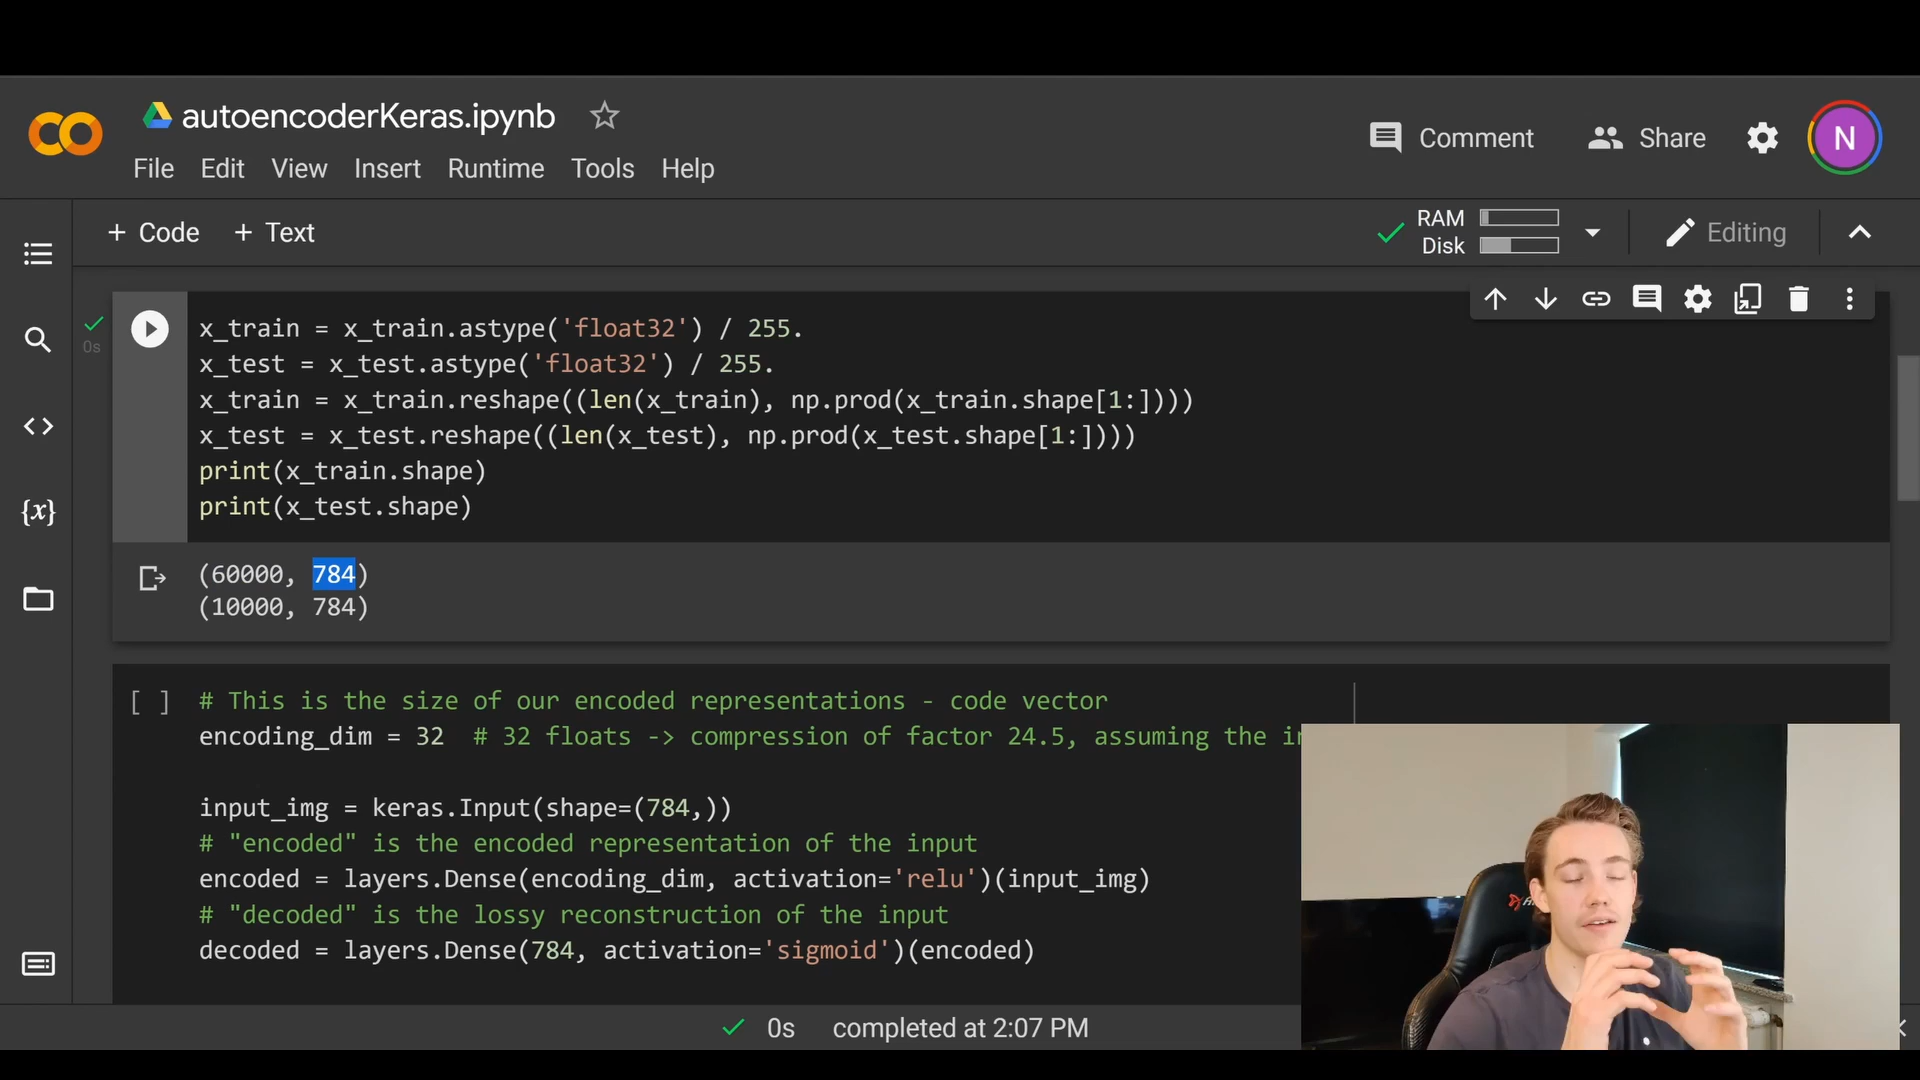 autoencoderKeras.ipynb
Comment
Share
N
File Edit View Insert Runtime Tools Help
+ Code + Text
RAM
Disk
Editing
x_train = x_train.astype('float32') / 255.
0s
x_test = x_test.astype('float32') / 255.
x_train = x_train.reshape((len(x_train), np.prod(x_train.shape[1:])))
x_test = x_test.reshape((len(x_test), np.prod(x_test.shape[1:])))
print(x_train.shape)
print(x_test.shape)
{x}
(60000, 784)
(10000, 784)
[ ] # This is the size of our encoded representations - code vector
encoding_dim = 32 # 32 floats -> compression of factor 24.5, assuming the
input_img = keras.Input(shape=(784,))
# "encoded" is the encoded representation of the input
encoded = layers.Dense(encoding_dim, activation='relu')(input_img)
# "decoded" is the lossy reconstruction of the input
decoded = layers.Dense(784, activation='sigmoid')(encoded)
0s completed at 2:07 PM